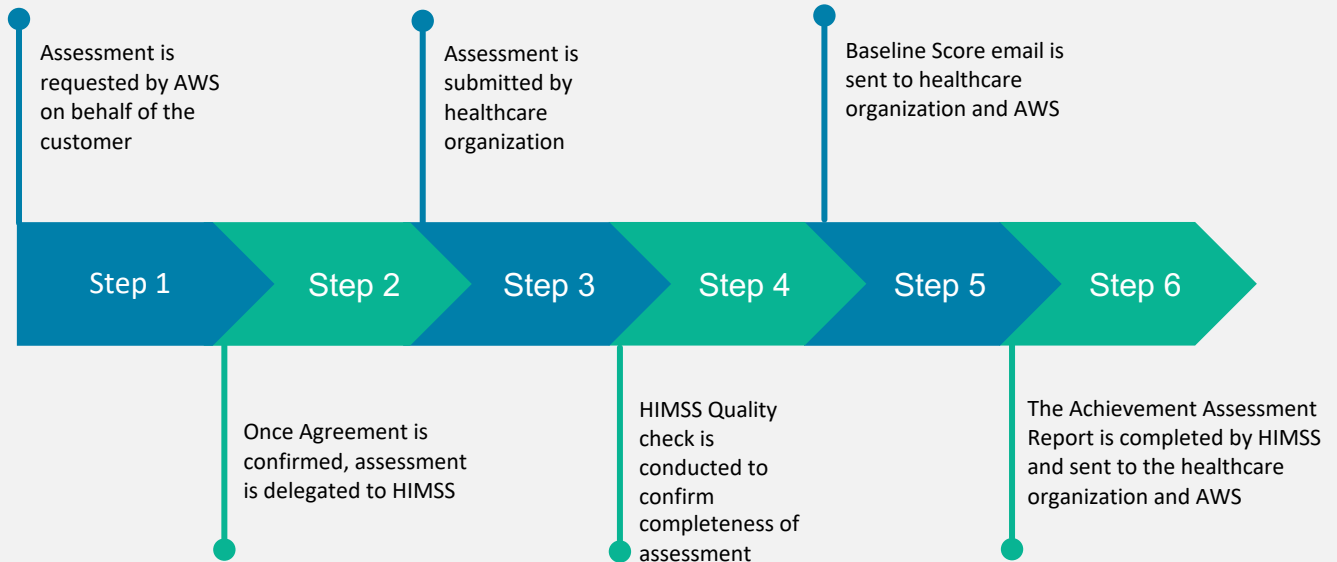 Assessment is
requested by AWS
on behalf of the
customer
Assessment is
submitted by
healthcare
organization
Baseline Score email is
sent to healthcare
organization and AWS
Step 1
Step 2
Step 3
Step 4
Step 5
Step 6
Once Agreement is
confirmed, assessment
is delegated to HIMSS
HIMSS Quality
check is
conducted to
confirm
completeness of
assessment
The Achievement Assessment
Report is completed by HIMSS
and sent to the healthcare
organization and AWS